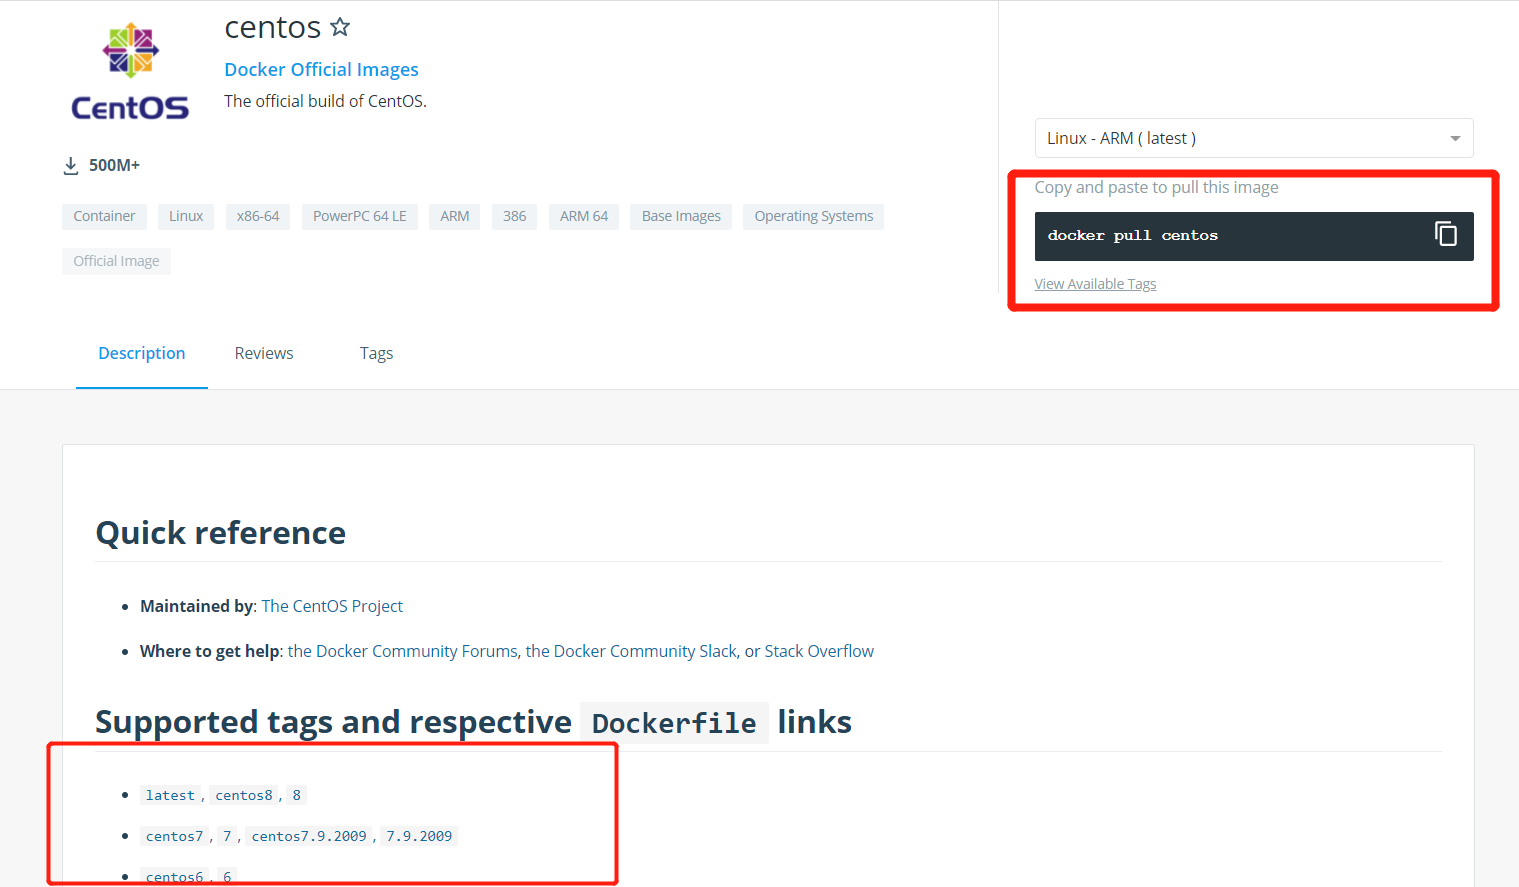 centos
Docker Official Images
The official build of CentOS.
CentOS
500M+
Container Linux x86-64 PowerPC 64 LE ARM 386 ARM 64 Base Images Operating Systems
Official Image
Linux - ARM ( latest )
Copy and paste to pull this image
docker pull centos
View Available Tags
Description Reviews Tags
Quick reference
• Maintained by: The CentOS Project
• Where to get help: the Docker Community Forums, the Docker Community Slack, or Stack Overflow
Supported tags and respective Dockerfile links
• latest, centos8, 8
• centos7, 7, centos7.9.2009, 7.9.2009
• centos6, 6